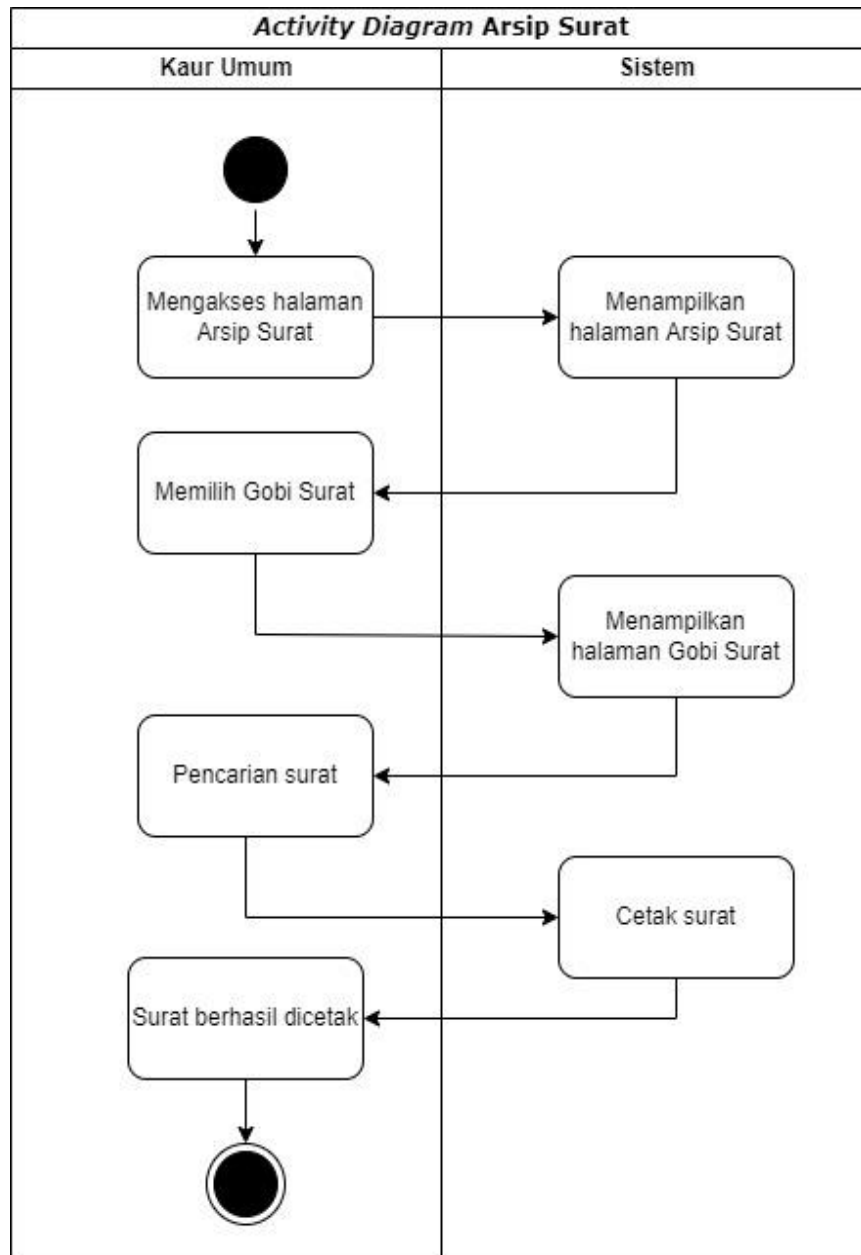 Activity Diagram Arsip Surat
Kaur Umum
Sistem
Mengakses halaman
Arsip Surat
Menampilkan
halaman Arsip Surat
Memilih Gobi Surat
Menampilkan
halaman Gobi Surat
Pencarian surat
Cetak surat
Surat berhasil dicetak